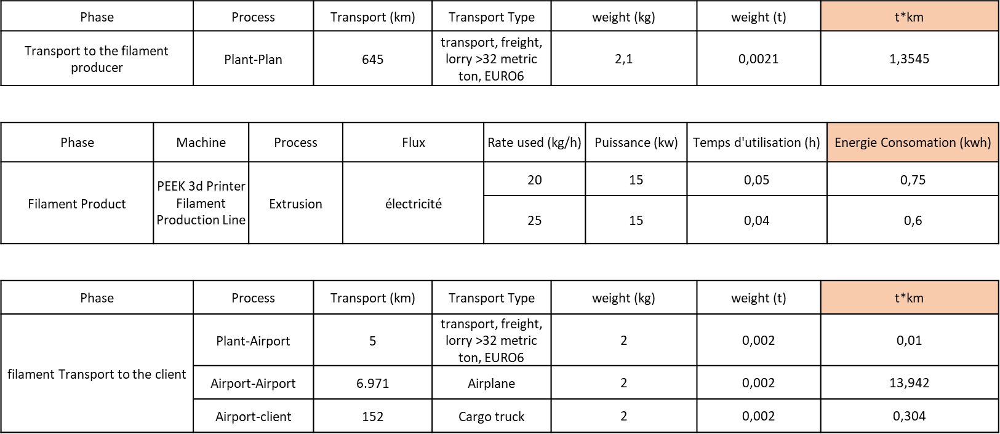 Phase Process Transport (km) Transport Type weight (kg) weight (t) t*km
Transport to the filament
producer
Plant-Plan
645
transport, freight,
lorry >32 metric
ton, EURO6
2,1
0,0021
1,3545
Phase Machine Process Flux Rate used (kg/h) Puissance (kw) Temps d'utilisation (h) Energie Consomation (kwh)
Filament Product
PEEK 3d Printer
Filament
Production Line
Extrusion
électricité
20 15 0,05 0,75
25 15 0,04 0,6
Phase Process Transport (km) Transport Type weight (kg) weight (t) t*km
filament Transport to the client
Plant-Airport
5
transport, freight,
lorry >32 metric
ton, EURO6
2
0,002
0,01
Airport-Airport 6.971 Airplane 2 0,002 13,942
Airport-client 152 Cargo truck 2 0,002 0,304